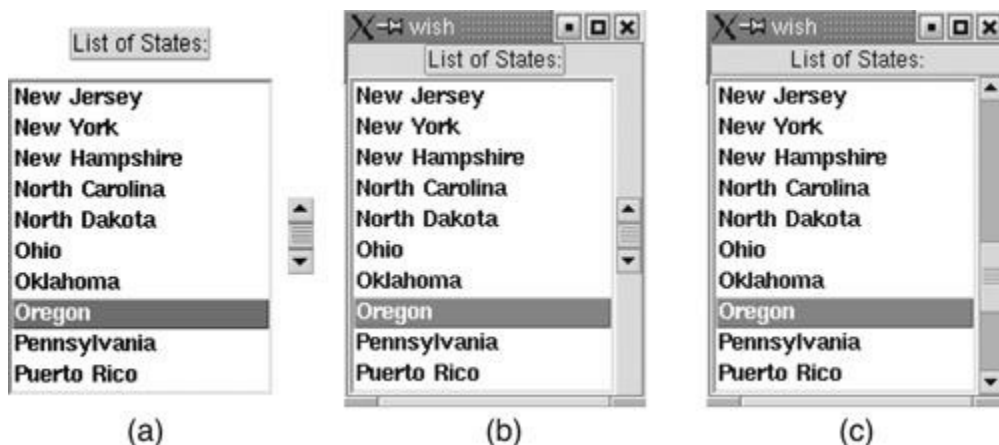 List of States:
New Jersey
New York
New Hampshire
North Carolina
North Dakota
Ohio
Oklahoma
Oregon
Pennsylvania
Puerto Rico
(a)
wish
List of States:
New Jersey
New York
New Hampshire
North Carolina
North Dakota
Ohio
Oklahoma
Oregon
Pennsylvania
Puerto Rico
(b)
wish
List of States:
New Jersey
New York
New Hampshire
North Carolina
North Dakota
Ohio
Oklahoma
Oregon
Pennsylvania
Puerto Rico
(c)